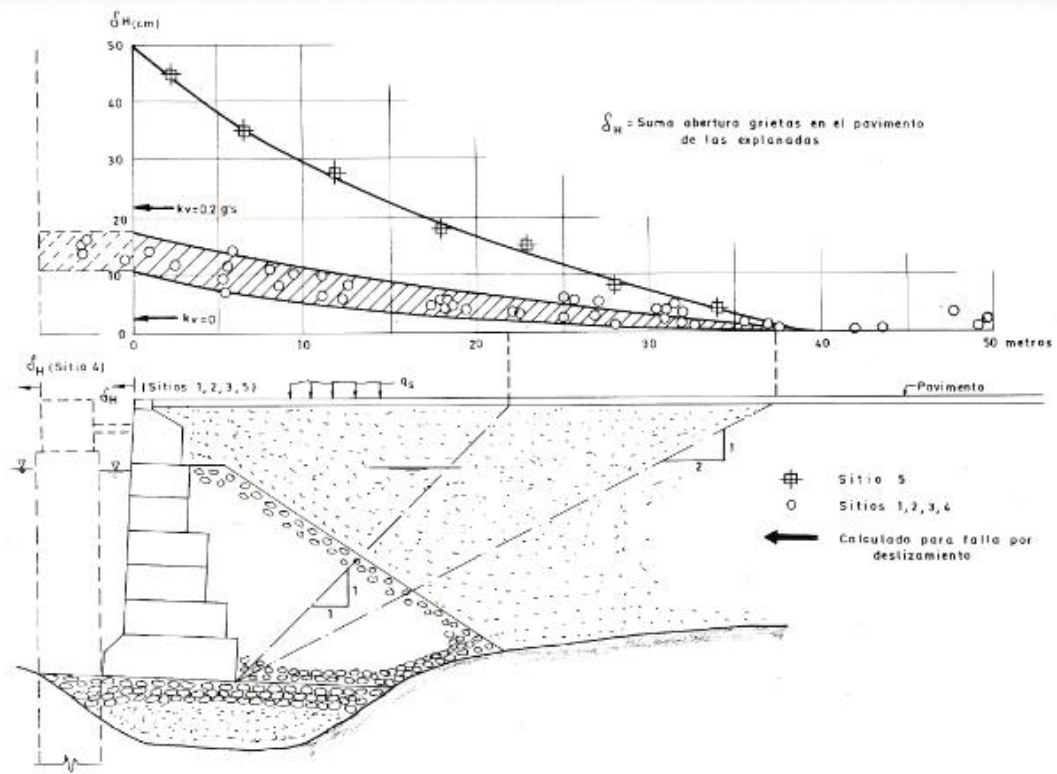 δH (cm)
50
40
30
20
10
0
kv=0.2 g's
kv=0
δH = Suma abertura grietas en el pavimento
de las explanadas
0
10
20
30
40
50 metros
δH (Sitio 4)
δH
(Sitios 1,2,3,5)
qs
Pavimento
1
2
1
1
Sitio 5
Sitios 1,2,3,4
Calculado para falla por
deslizamiento